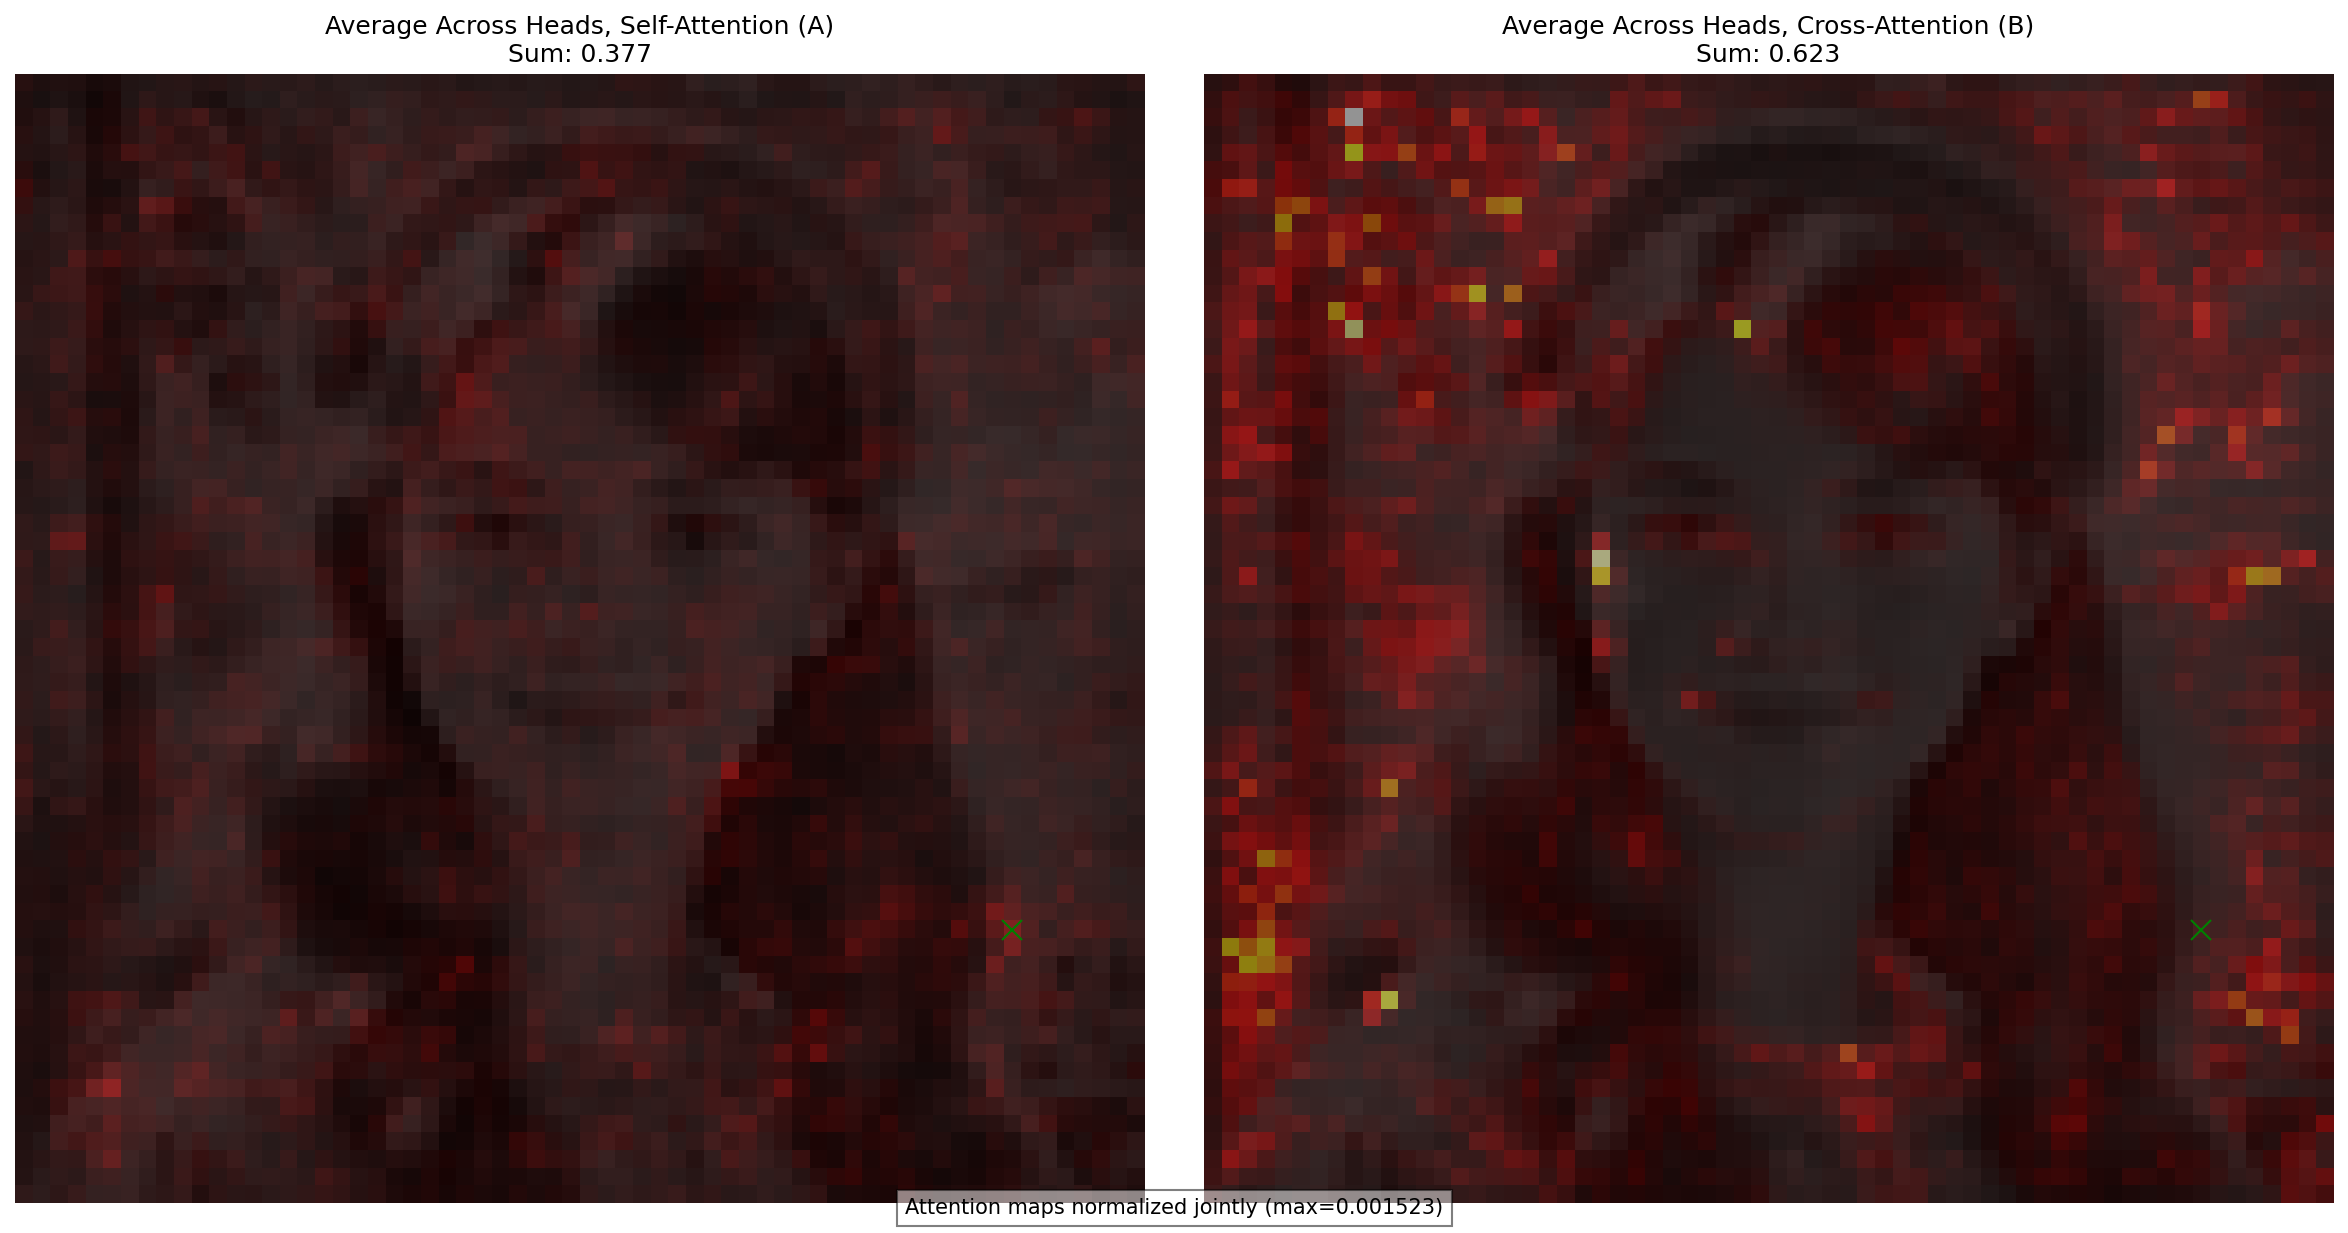 Average Across Heads, Self-Attention (A)
Sum: 0.377
Average Across Heads, Cross-Attention (B)
Sum: 0.623
Attention maps normalized jointly (max=0.001523)